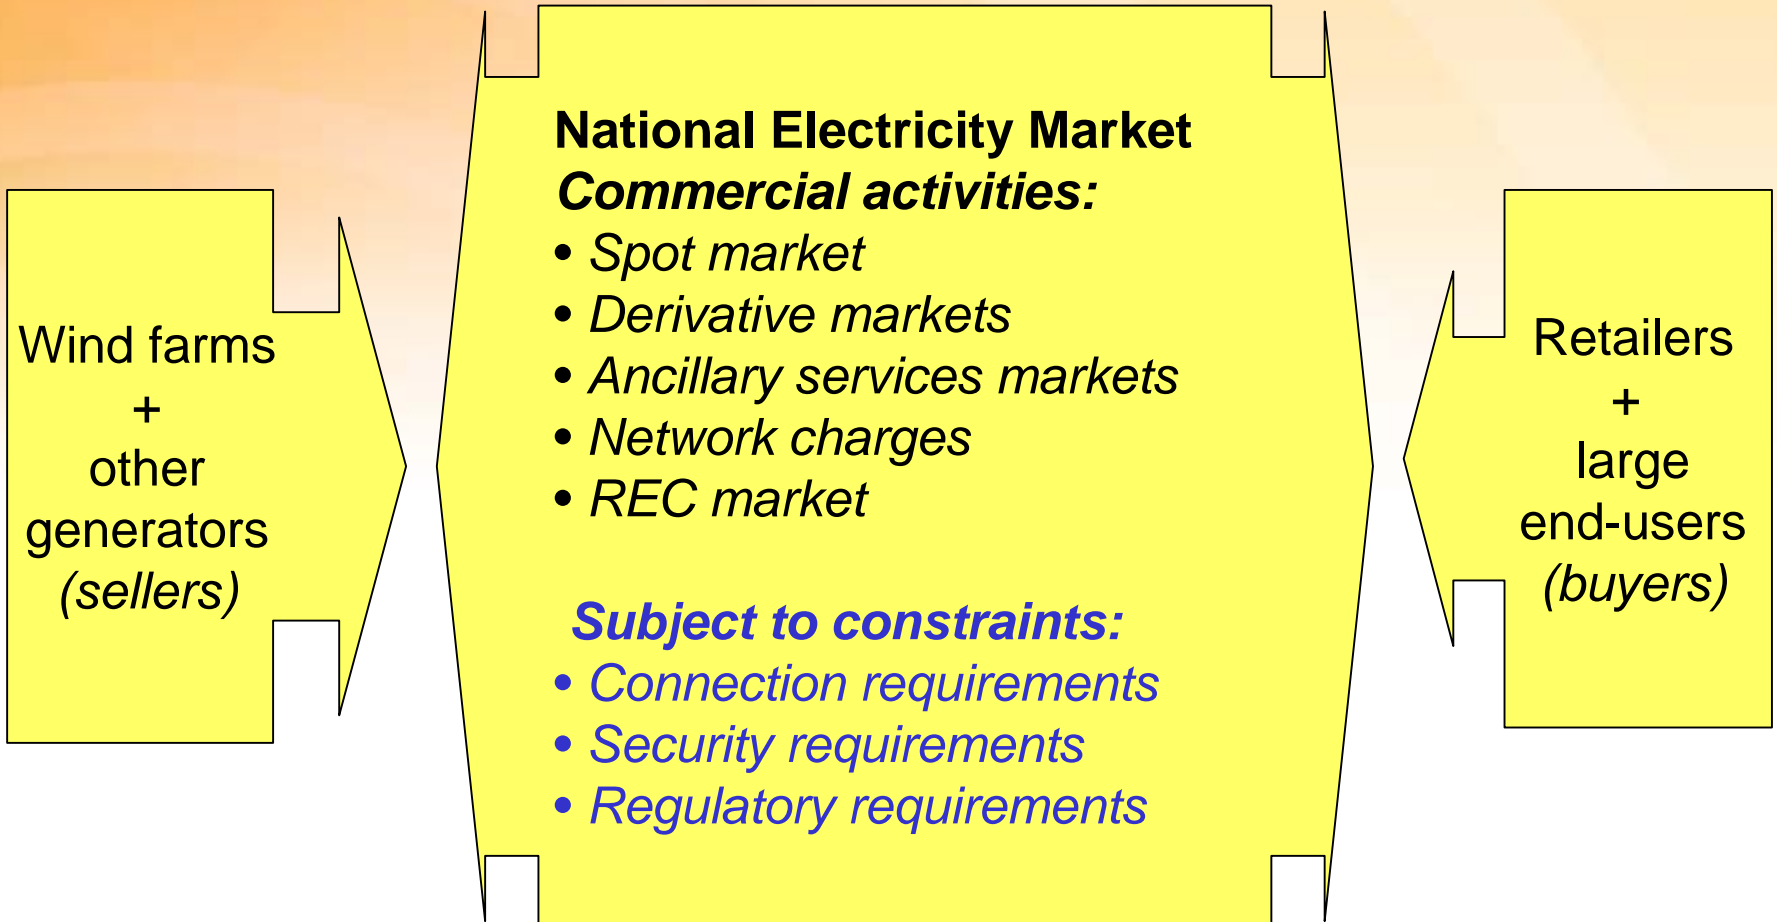 Wind farms
+
other
generators
(sellers)
National Electricity Market
Commercial activities:
• Spot market
• Derivative markets
• Ancillary services markets
• Network charges
• REC market
Subject to constraints:
• Connection requirements
• Security requirements
• Regulatory requirements
Retailers
+
large
end-users
(buyers)